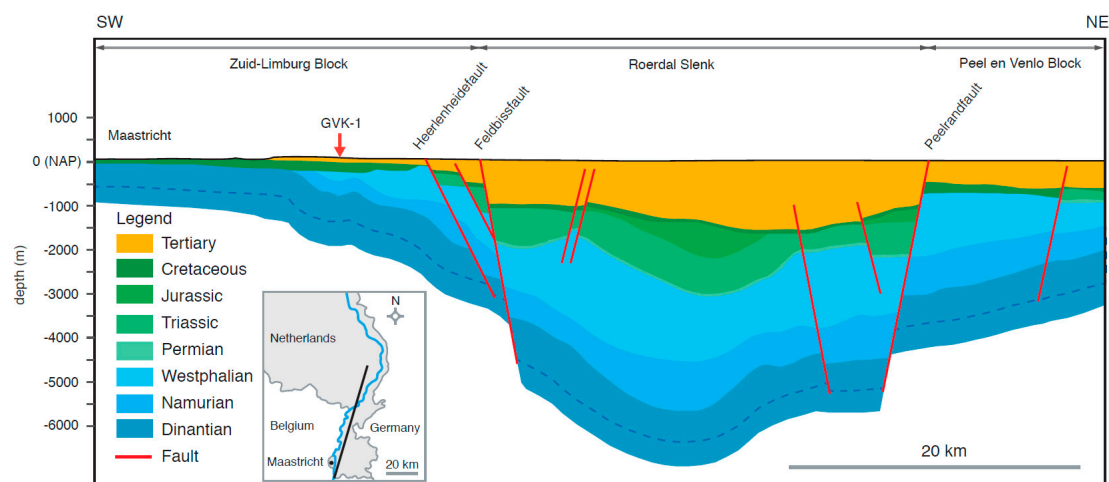 SW
NE
Zuid-Limburg Block
Roerdal Slenk
Peel en Venlo Block
Heerlenheidefault
Feldbissfault
Peelrandfault
GVK-1
Maastricht
depth (m)
1000
0 (NAP)
-1000
-2000
-3000
-4000
-5000
-6000
Legend
Tertiary
Cretaceous
Jurassic
Triassic
Permian
Westphalian
Namurian
Dinantian
Fault
N
Netherlands
Belgium
Germany
Maastricht
20 km
20 km